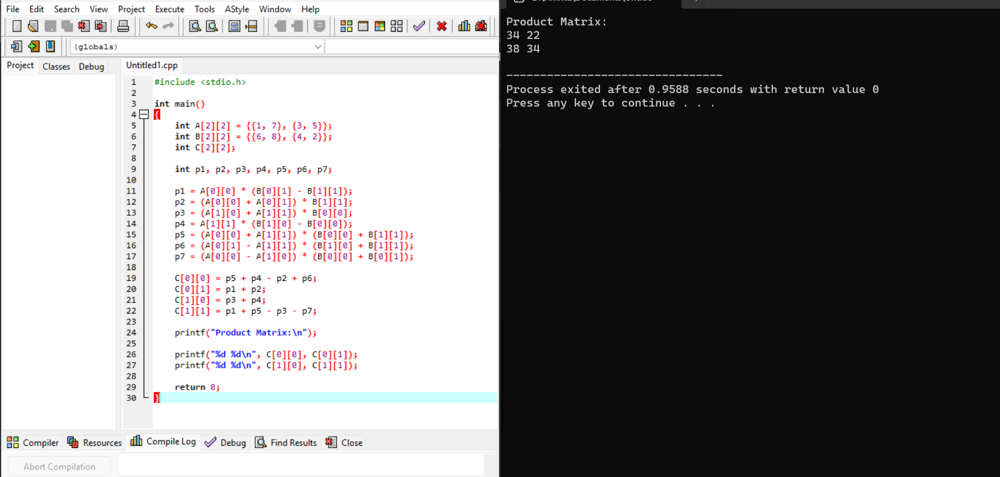 File Edit Search View Project Execute Tools AStyle Window Help
(globals)
Project Classes Debug
Untitled1.cpp
1 #include <stdio.h>
2
3 int main()
4 {
5 int A[2][2] = {{1, 7}, {3, 5}};
6 int B[2][2] = {{6, 8}, {4, 2}};
7 int C[2][2];
8
9 int p1, p2, p3, p4, p5, p6, p7;
10
11 p1 = A[0][0] * (B[0][1] - B[1][1]);
12 p2 = (A[0][0] + A[0][1]) * B[1][1];
13 p3 = (A[1][0] + A[1][1]) * B[0][0];
14 p4 = A[1][1] * (B[1][0] - B[0][0]);
15 p5 = (A[0][0] + A[1][1]) * (B[0][0] + B[1][1]);
16 p6 = (A[0][1] - A[1][1]) * (B[1][0] + B[1][1]);
17 p7 = (A[0][0] - A[1][0]) * (B[0][0] + B[0][1]);
18
19 C[0][0] = p5 + p4 - p2 + p6;
20 C[0][1] = p1 + p2;
21 C[1][0] = p3 + p4;
22 C[1][1] = p1 + p5 - p3 - p7;
23
24 printf("Product Matrix:\n");
25
26 printf("%d %d\n", C[0][0], C[0][1]);
27 printf("%d %d\n", C[1][0], C[1][1]);
28
29 return 0;
30 }
Compiler Resources Compile Log Debug Find Results Close
Abort Compilation
Product Matrix:
34 22
38 34
--------------------------------
Process exited after 0.9588 seconds with return value 0
Press any key to continue . . .